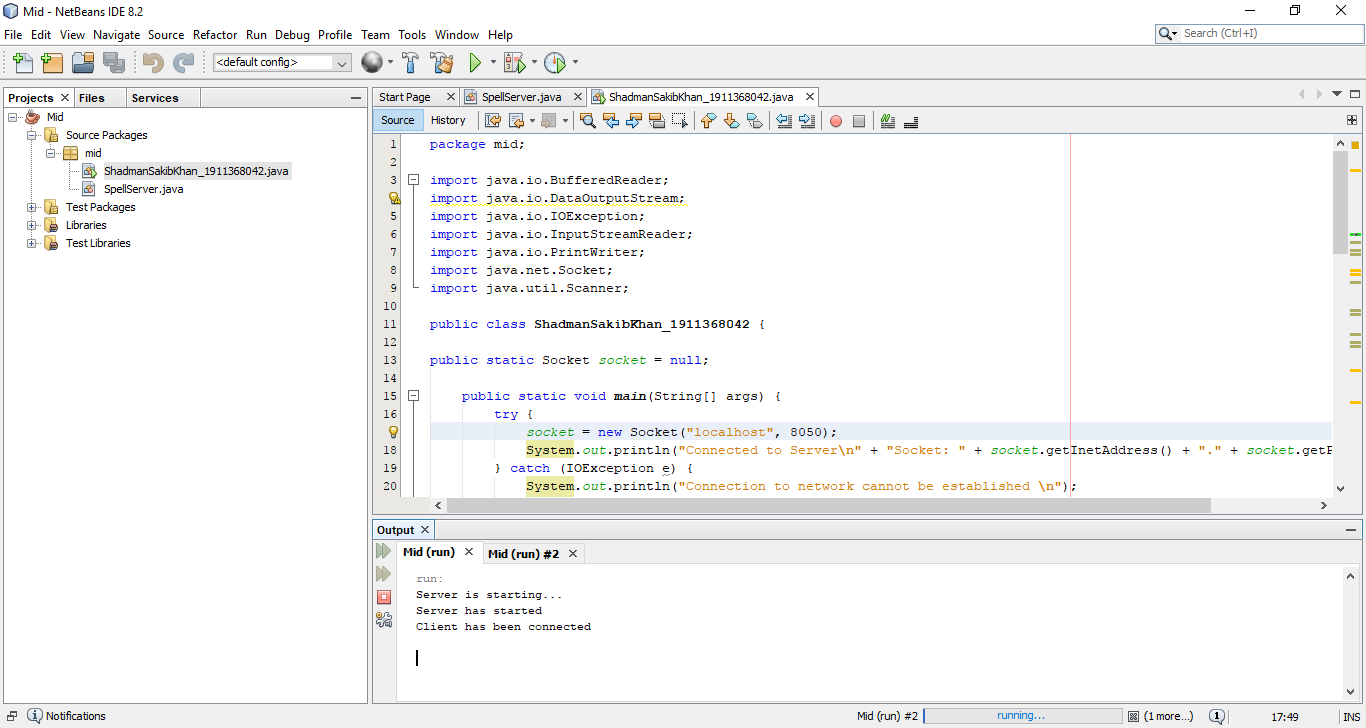 Mid - NetBeans IDE 8.2
File Edit View Navigate Source Refactor Run Debug Profile Team Tools Window Help
Search (Ctrl+I)
<default config>
Projects Files Services
Mid
Source Packages
mid
ShadmanSakibKhan_1911368042.java
SpellServer.java
Test Packages
Libraries
Test Libraries
Start Page SpellServer.java ShadmanSakibKhan_1911368042.java
Source History
1 package mid;
2
3 import java.io.BufferedReader;
import java.io.DataOutputStream;
5 import java.io.IOException;
6 import java.io.InputStreamReader;
7 import java.io.PrintWriter;
8 import java.net.Socket;
9 import java.util.Scanner;
10
11 public class ShadmanSakibKhan_1911368042 {
12
13 public static Socket socket = null;
14
15 public static void main(String[] args) {
16 try {
socket = new Socket("localhost", 8050);
18 System.out.println("Connected to Server\n" + "Socket: " + socket.getInetAddress() + "." + socket.getP
19 } catch (IOException e) {
20 System.out.println("Connection to network cannot be established \n");
Output
Mid (run) Mid (run) #2
run:
Server is starting...
Server has started
Client has been connected
Notifications Mid (run) #2 running... (1 more...) 1 17:49 INS